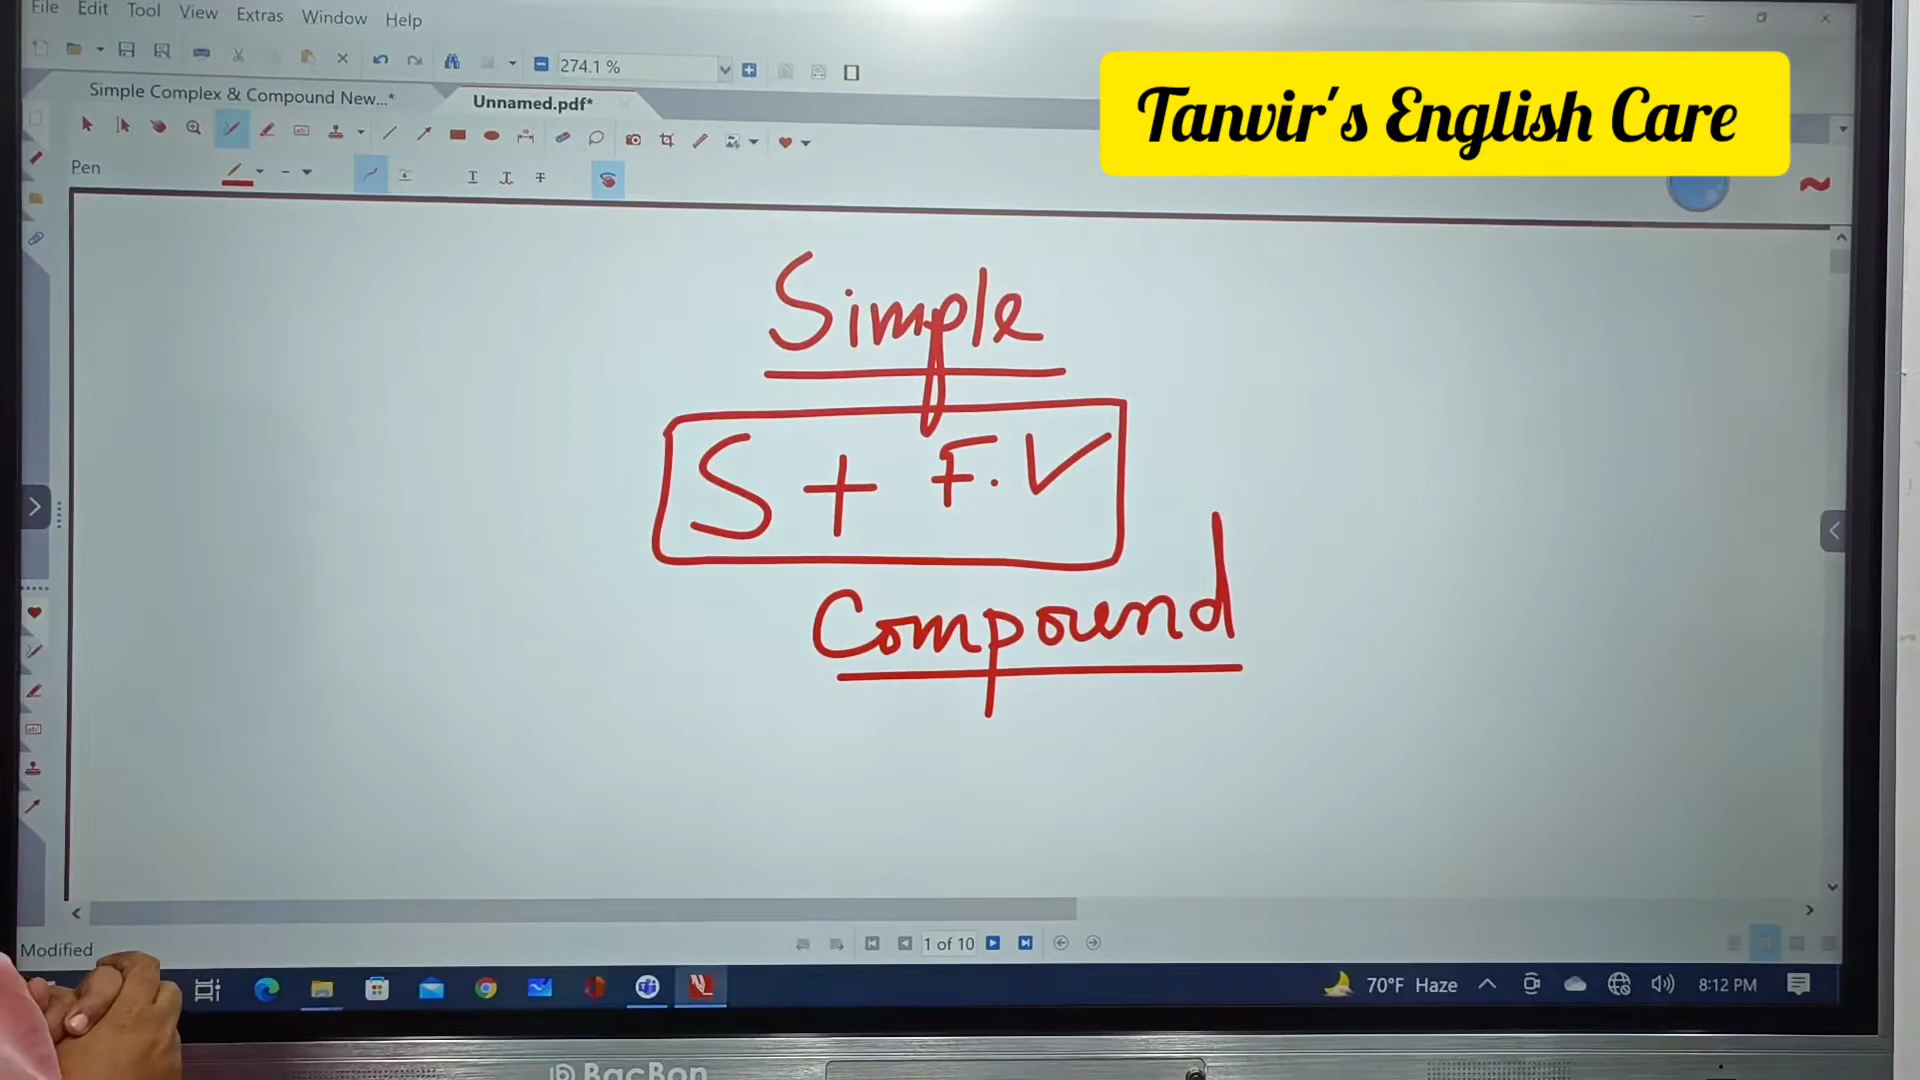 File Edit Tool View Extras Window Help
Tanvir's English Care
274.1 %
Simple Complex & Compound New...*
Unnamed.pdf*
Pen
Simple
S + F.V
Compound
1 of 10
Modified
70°F Haze
8:12 PM
BacBon